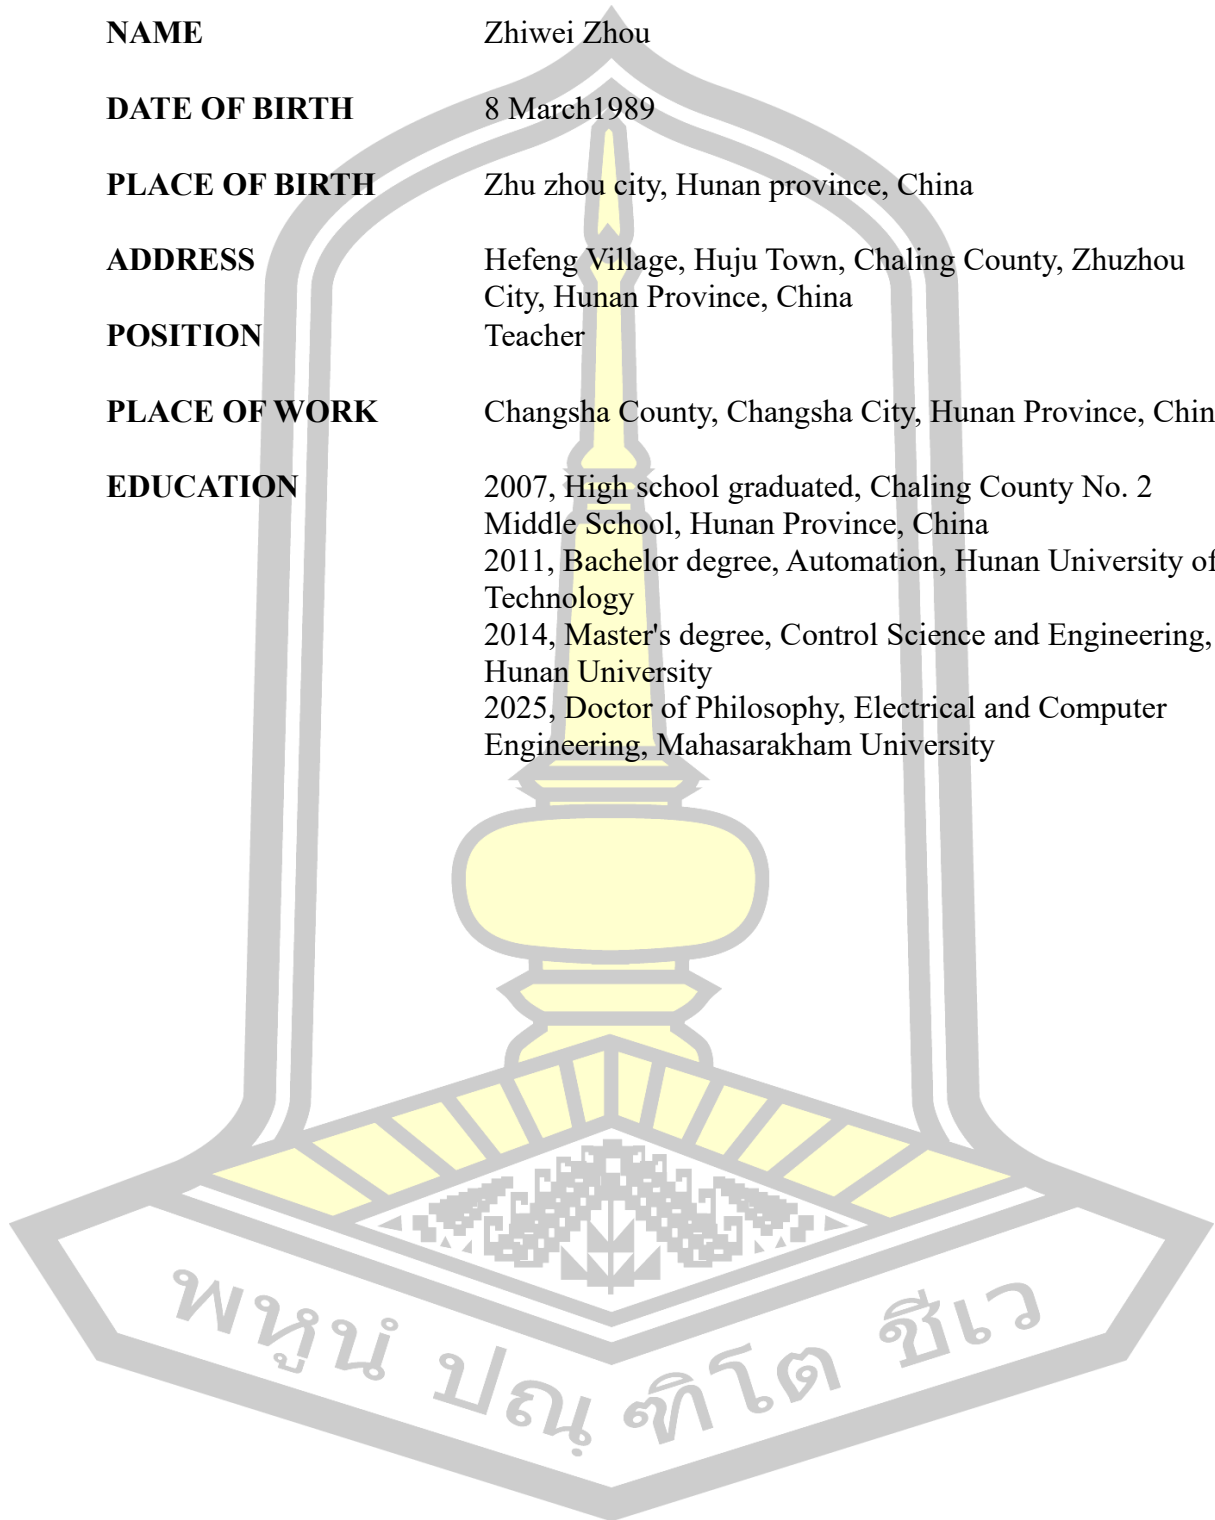 NAME Zhiwei Zhou
DATE OF BIRTH 8 March1989
PLACE OF BIRTH Zhu zhou city, Hunan province, China
ADDRESS Hefeng Village, Huju Town, Chaling County, Zhuzhou
City, Hunan Province, China
POSITION Teacher
PLACE OF WORK Changsha County, Changsha City, Hunan Province, Chin
EDUCATION 2007, High school graduated, Chaling County No. 2
Middle School, Hunan Province, China
2011, Bachelor degree, Automation, Hunan University of
Technology
2014, Master's degree, Control Science and Engineering,
Hunan University
2025, Doctor of Philosophy, Electrical and Computer
Engineering, Mahasarakham University
พหูนํ ปณฺฑิโต ชีเว